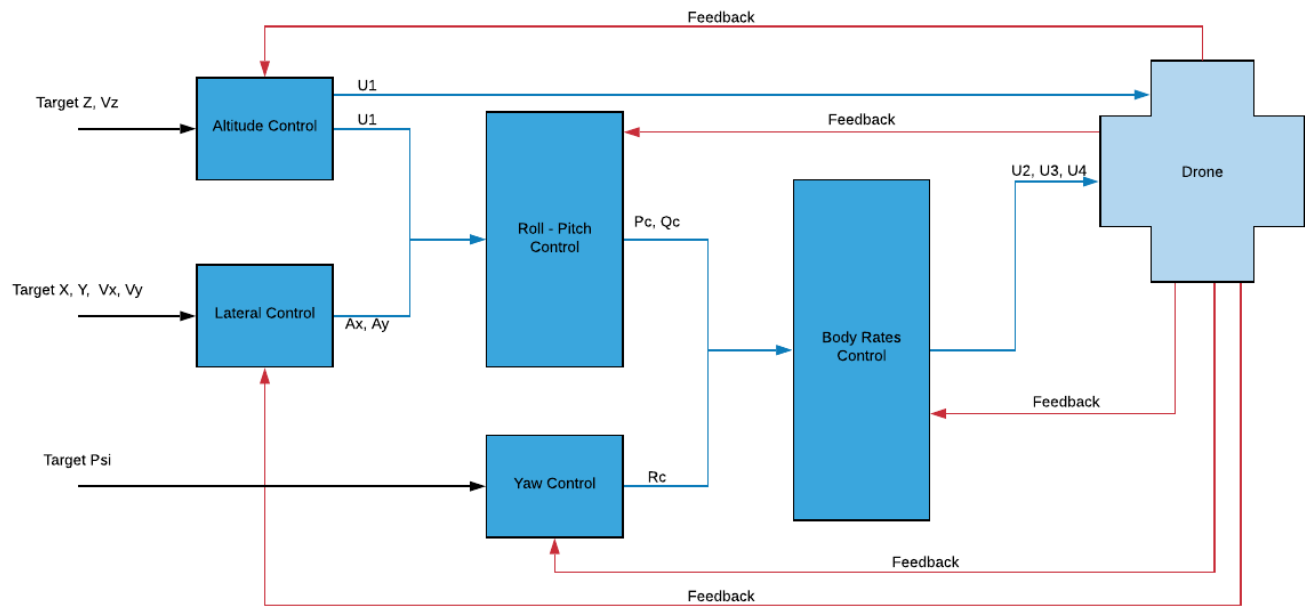 Feedback
U1
Target Z, Vz
Altitude Control
U1
Feedback
Drone
U2, U3, U4
Roll - Pitch
Control
Pc, Qc
Target X, Y,  Vx, Vy
Lateral Control
Ax, Ay
Body Rates
Control
Feedback
Target Psi
Yaw Control
Rc
Feedback
Feedback